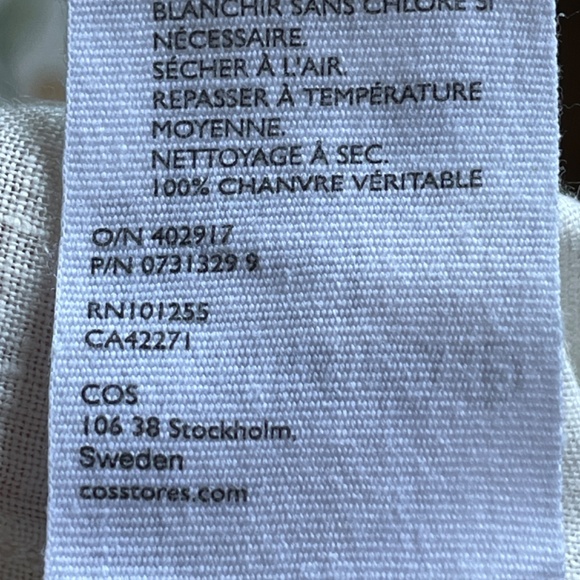 BLANCHIR SANS CHLORE SI
NÉCESSAIRE.
SÉCHER À L'AIR.
REPASSER À TEMPÉRATURE
MOYENNE.
NETTOYAGE À SEC.
100% CHANVRE VÉRITABLE
O/N 402917
P/N 0731329 9
RN101255
CA42271
COS
106 38 Stockholm,
Sweden
cosstores.com